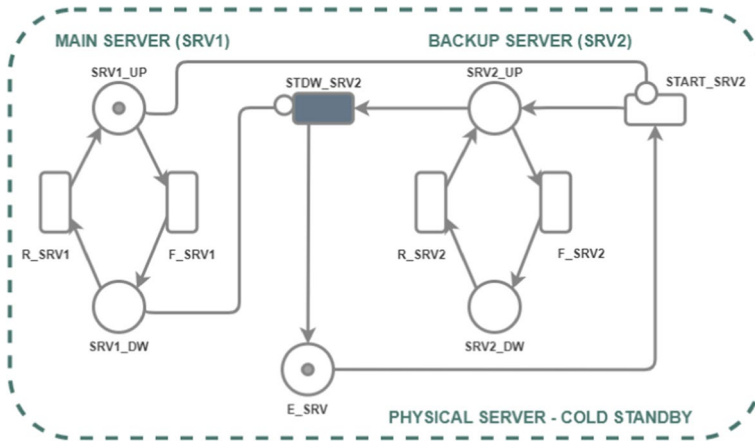 MAIN SERVER (SRV1)
BACKUP SERVER (SRV2)
SRV1_UP
STDW_SRV2
SRV2_UP
START_SRV2
R_SRV1
F_SRV1
R_SRV2
F_SRV2
SRV1_DW
SRV2_DW
E_SRV
PHYSICAL SERVER - COLD STANDBY